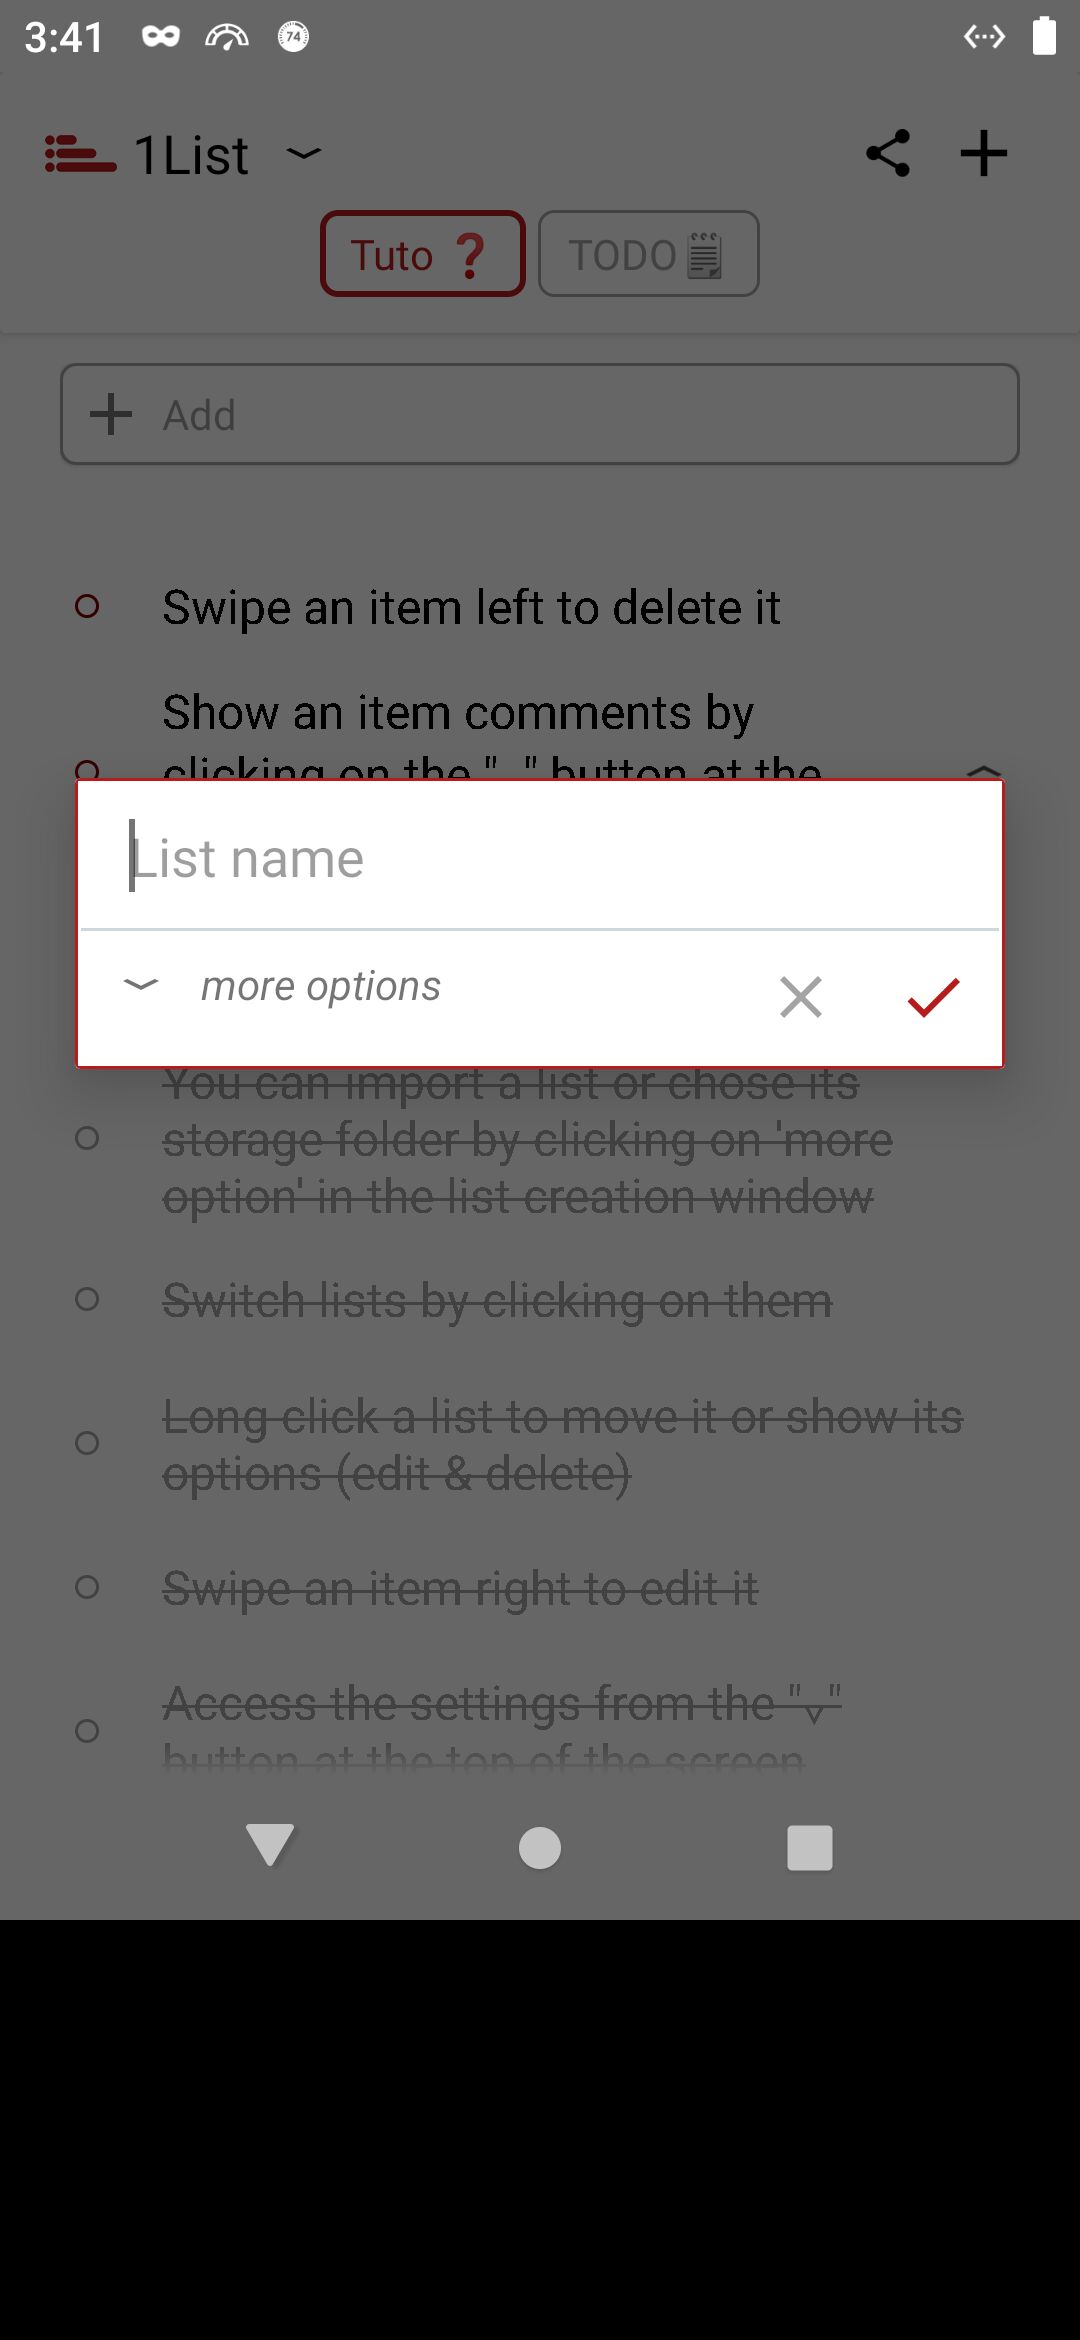 3:41
74
1List
Tuto ❓
TODO🗒
Add
Swipe an item left to delete it
Show an item comments by
clicking on the " " button at the
List name
more options
You can import a list or chose its
storage folder by clicking on 'more
option' in the list creation window
Switch lists by clicking on them
Long click a list to move it or show its
options (edit & delete)
Swipe an item right to edit it
Access the settings from the "⌄"
button at the top of the screen